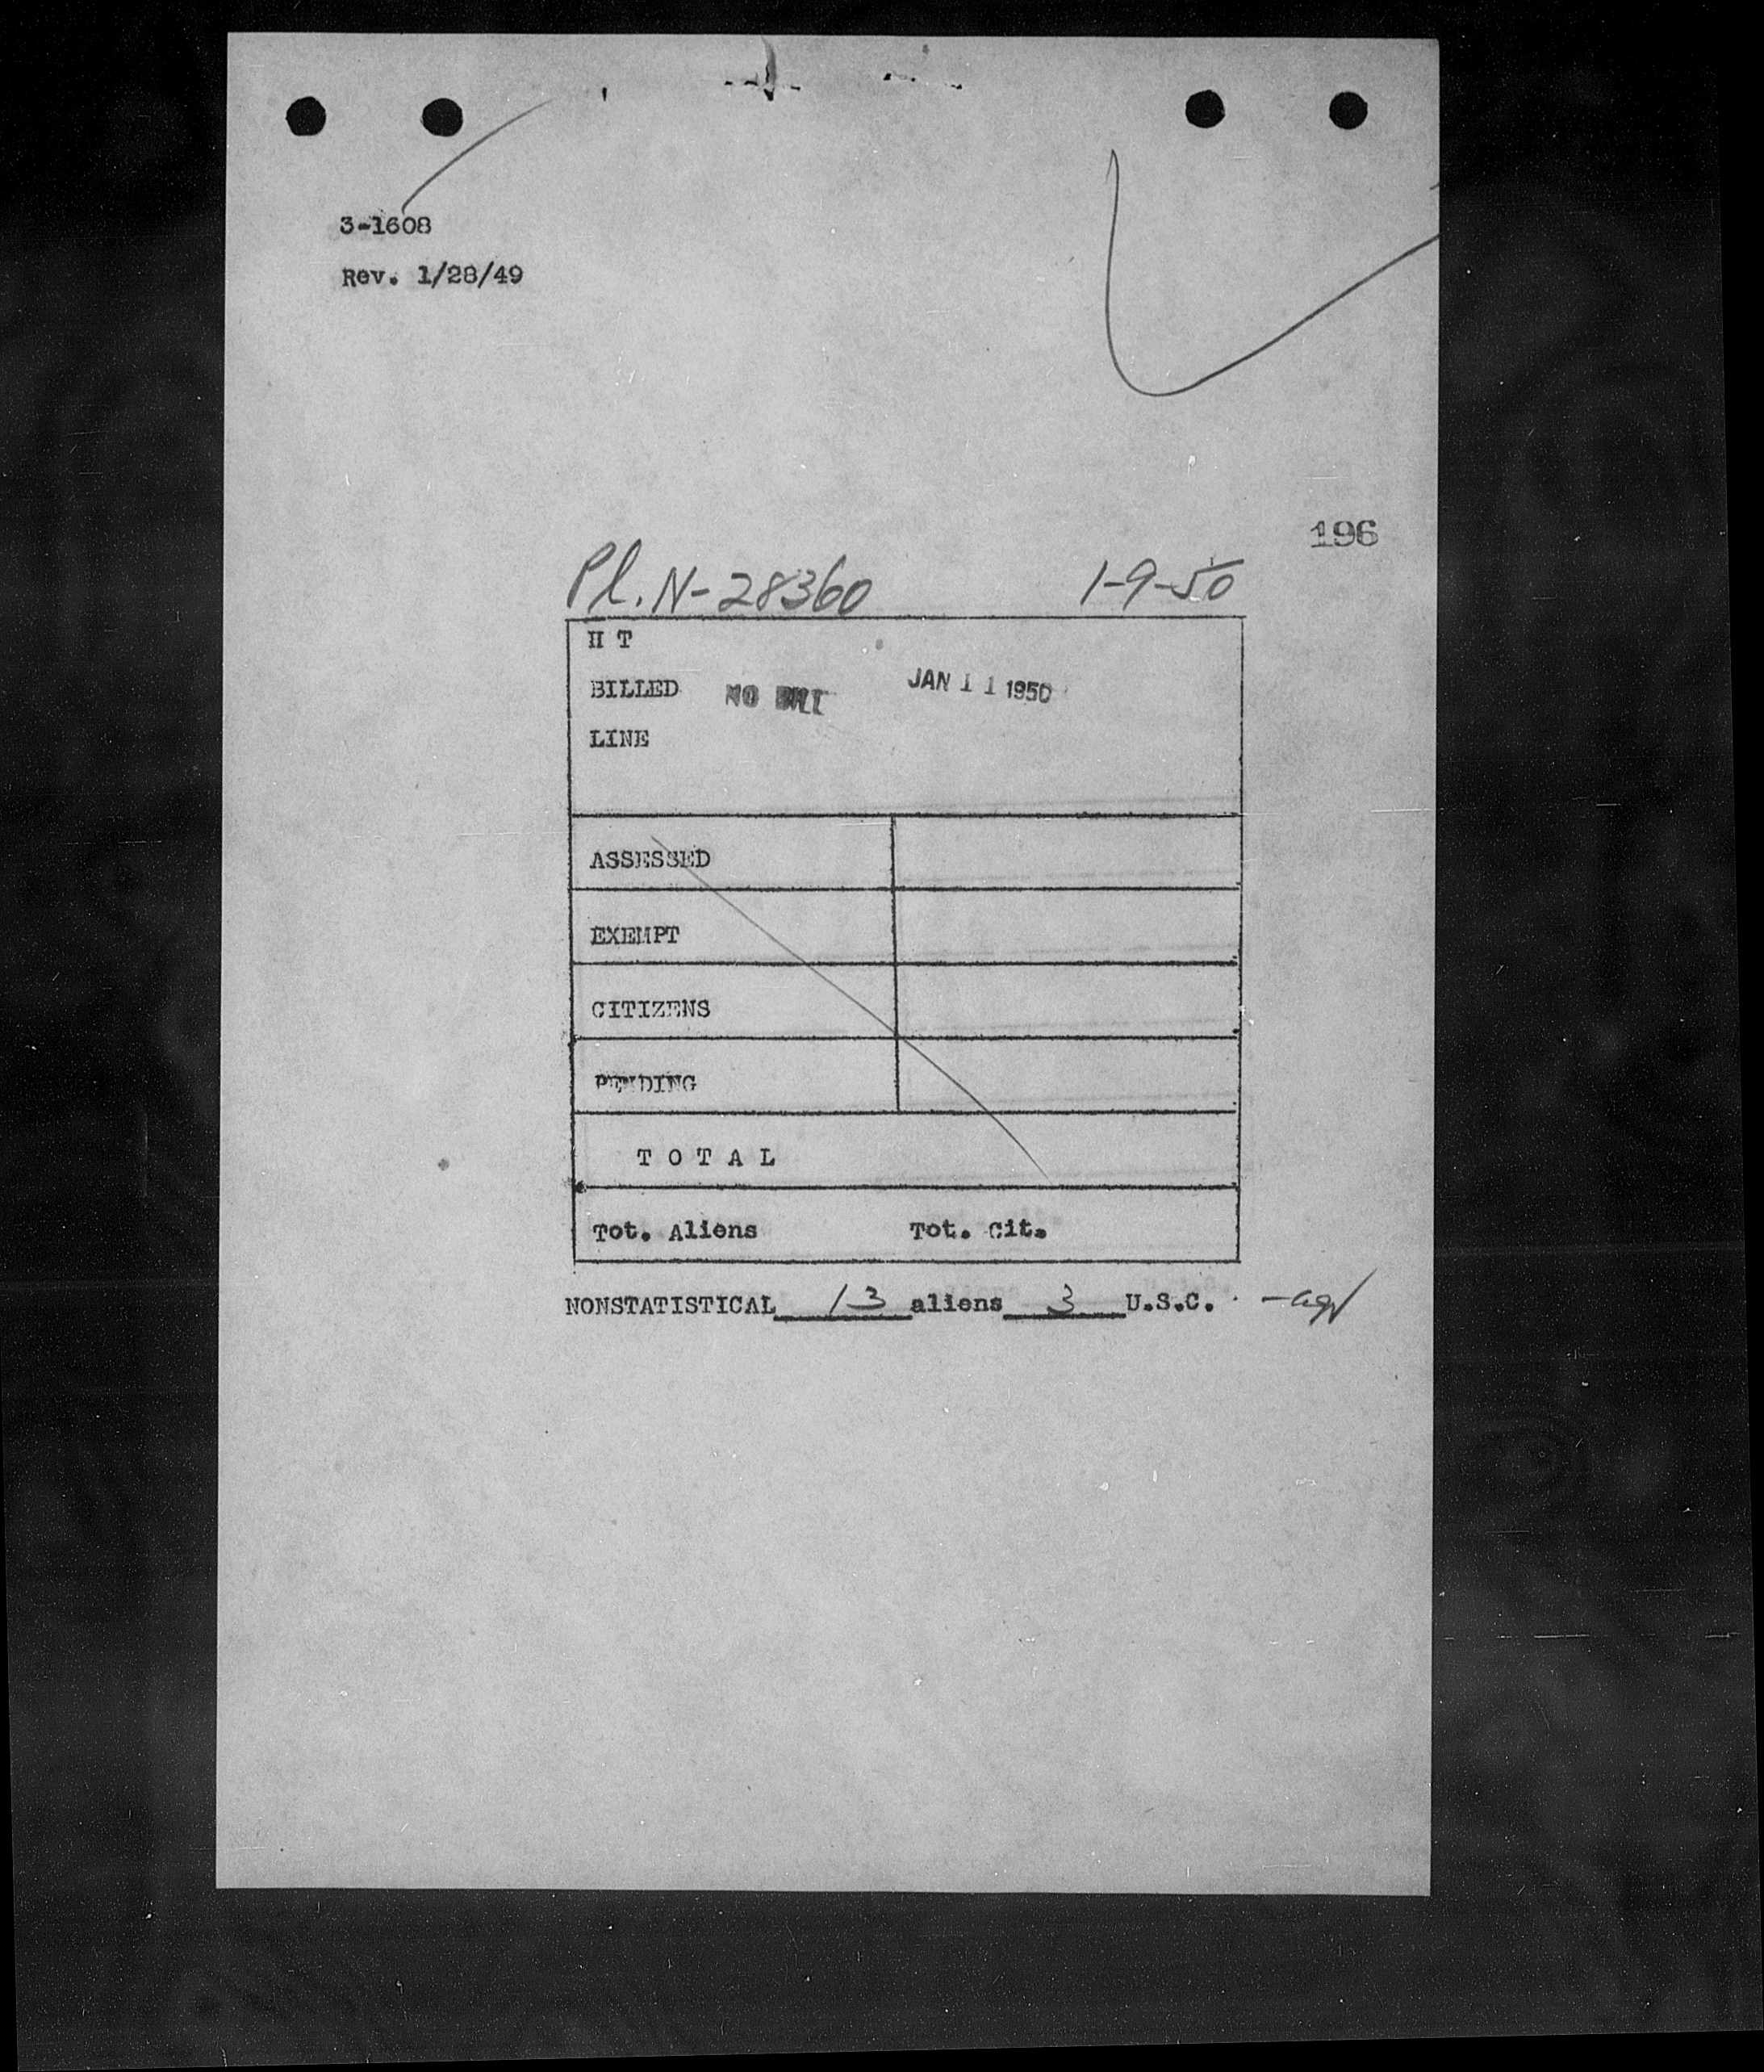 3-1608
Rev. 1/28/49
196
Pl. N-28360 1-9-50
H T
BILLED NO BILL JAN 11 1950
LINE
ASSESSED
EXEMPT
CITIZENS
PENDING
T O T A L
Tot. Aliens Tot. Cit.
NONSTATISTICAL 13 aliens 3 U.S.C.